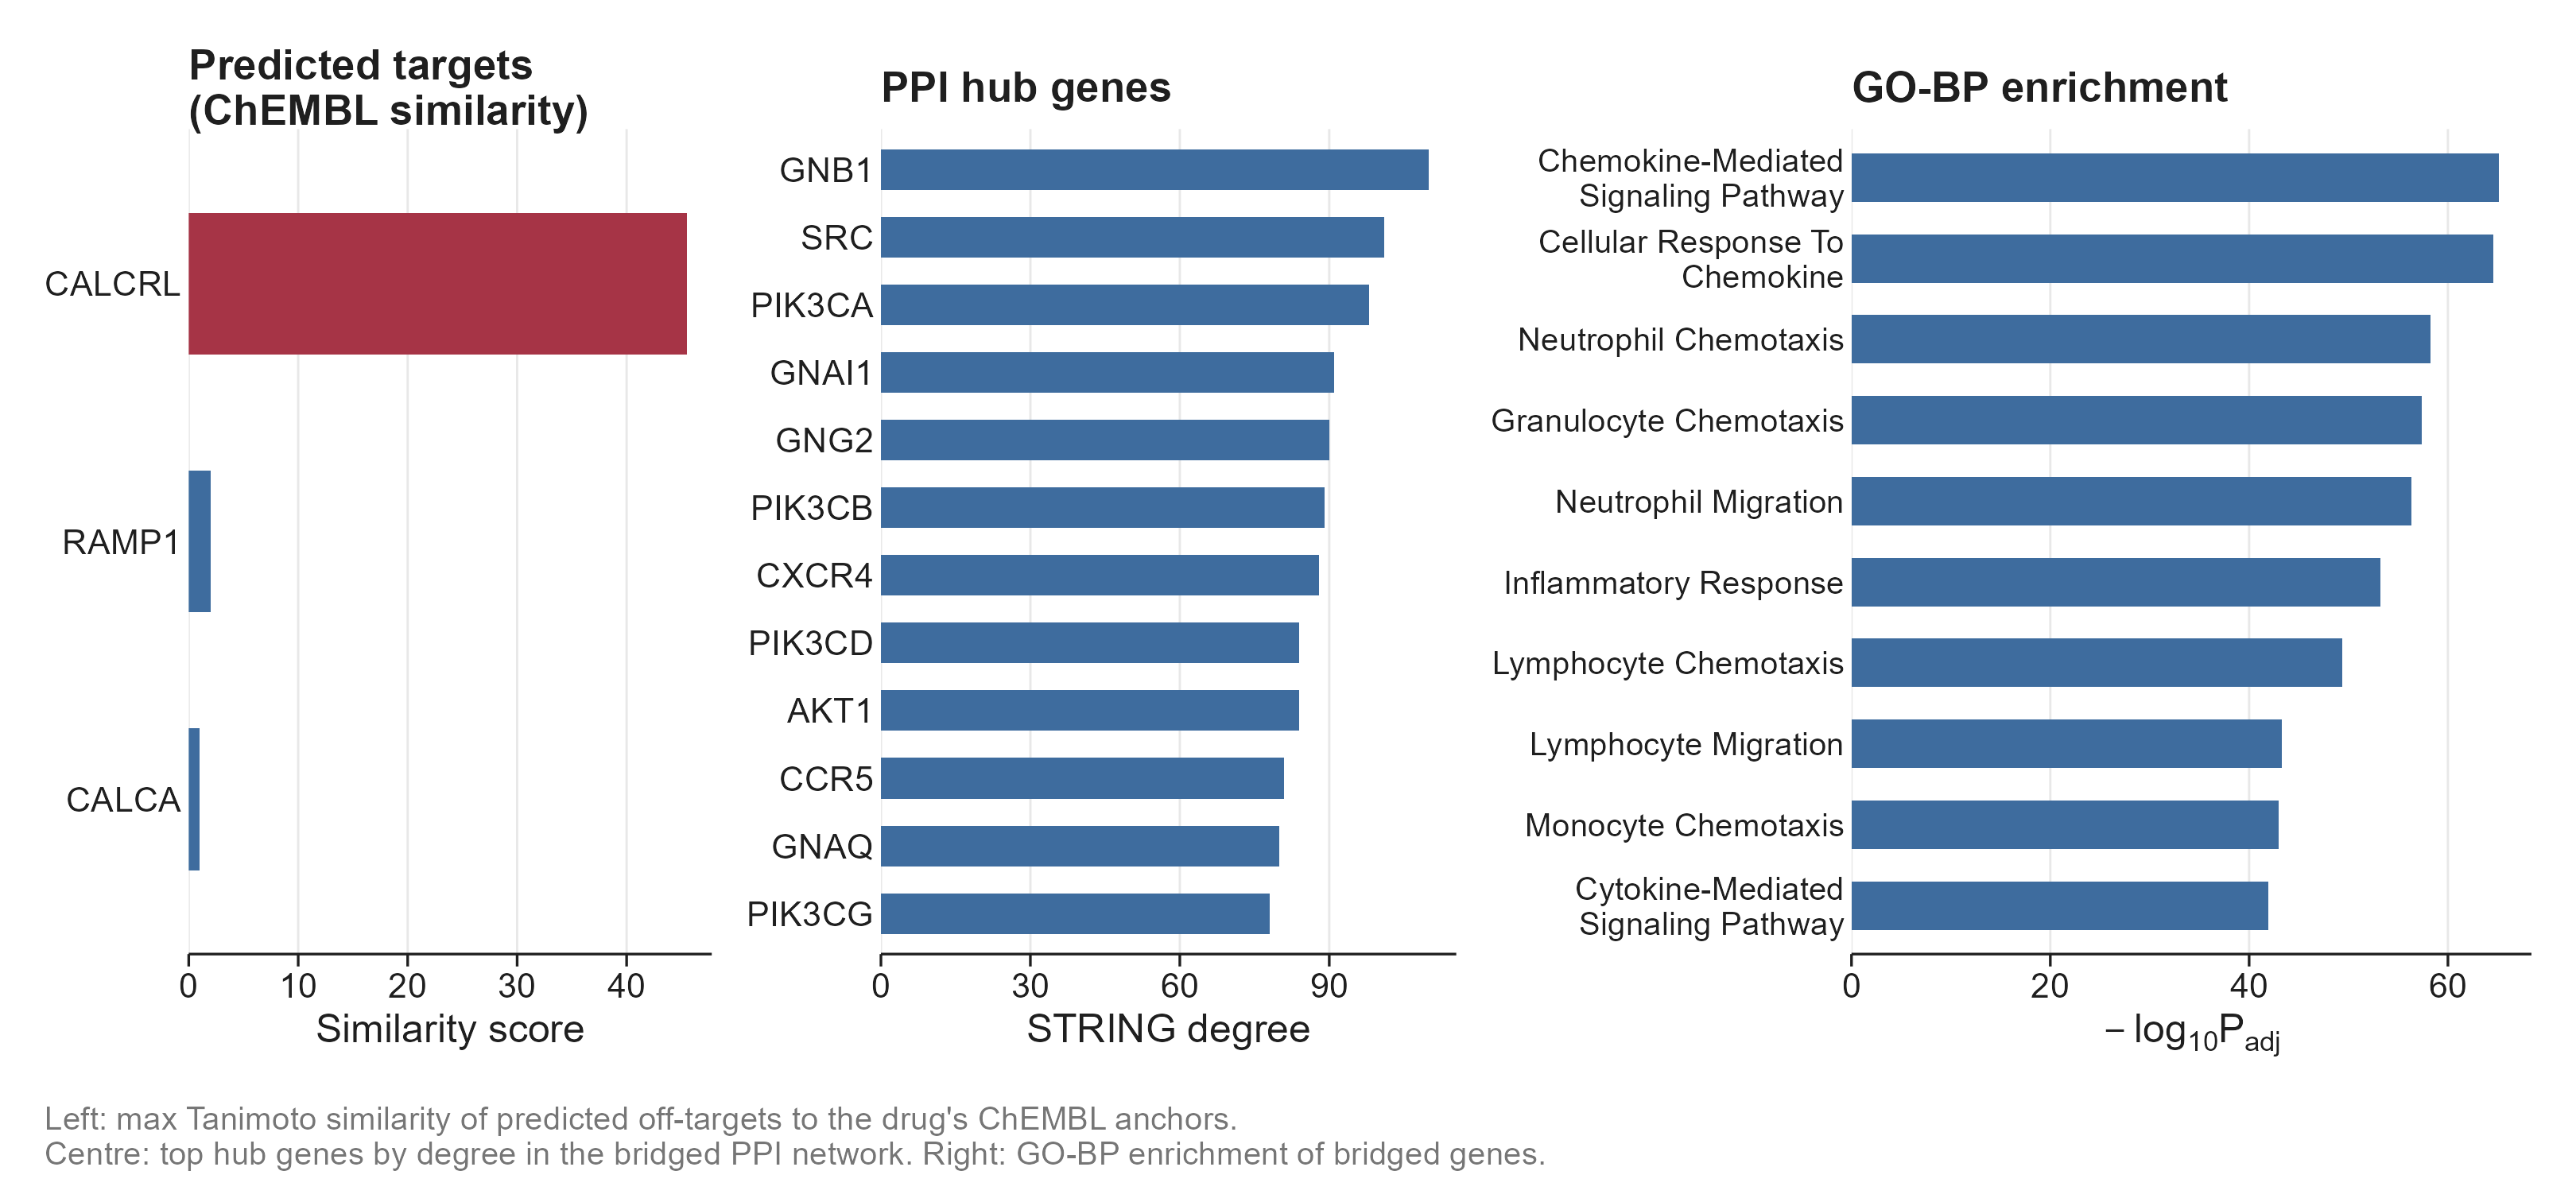 Predicted targets
(ChEMBL similarity)
CALCRL
RAMP1
CALCA
0 10 20 30 40
Similarity score
PPI hub genes
GNB1
SRC
PIK3CA
GNAI1
GNG2
PIK3CB
CXCR4
PIK3CD
AKT1
CCR5
GNAQ
PIK3CG
0 30 60 90
STRING degree
GO-BP enrichment
Chemokine-Mediated
Signaling Pathway
Cellular Response To
Chemokine
Neutrophil Chemotaxis
Granulocyte Chemotaxis
Neutrophil Migration
Inflammatory Response
Lymphocyte Chemotaxis
Lymphocyte Migration
Monocyte Chemotaxis
Cytokine-Mediated
Signaling Pathway
0 20 40 60
− log₁₀P_adj
Left: max Tanimoto similarity of predicted off-targets to the drug's ChEMBL anchors.
Centre: top hub genes by degree in the bridged PPI network. Right: GO-BP enrichment of bridged genes.